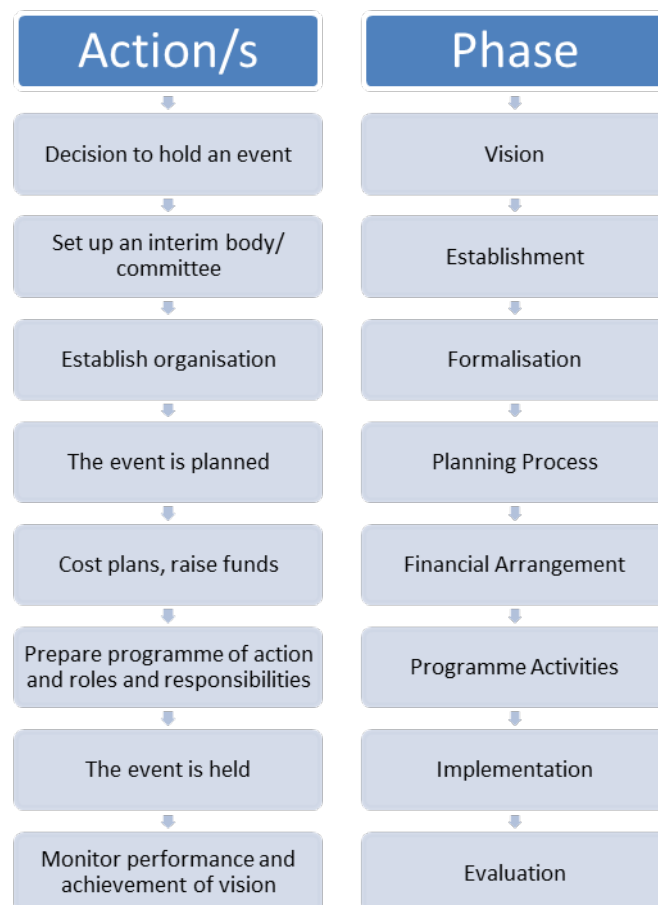 Action/s
Decision to hold an event
Set up an interim body/
committee
Establish organisation
The event is planned
Cost plans, raise funds
Prepare programme of action
and roles and responsibilities
The event is held
Monitor performance and
achievement of vision
Phase
Vision
Establishment
Formalisation
Planning Process
Financial Arrangement
Programme Activities
Implementation
Evaluation